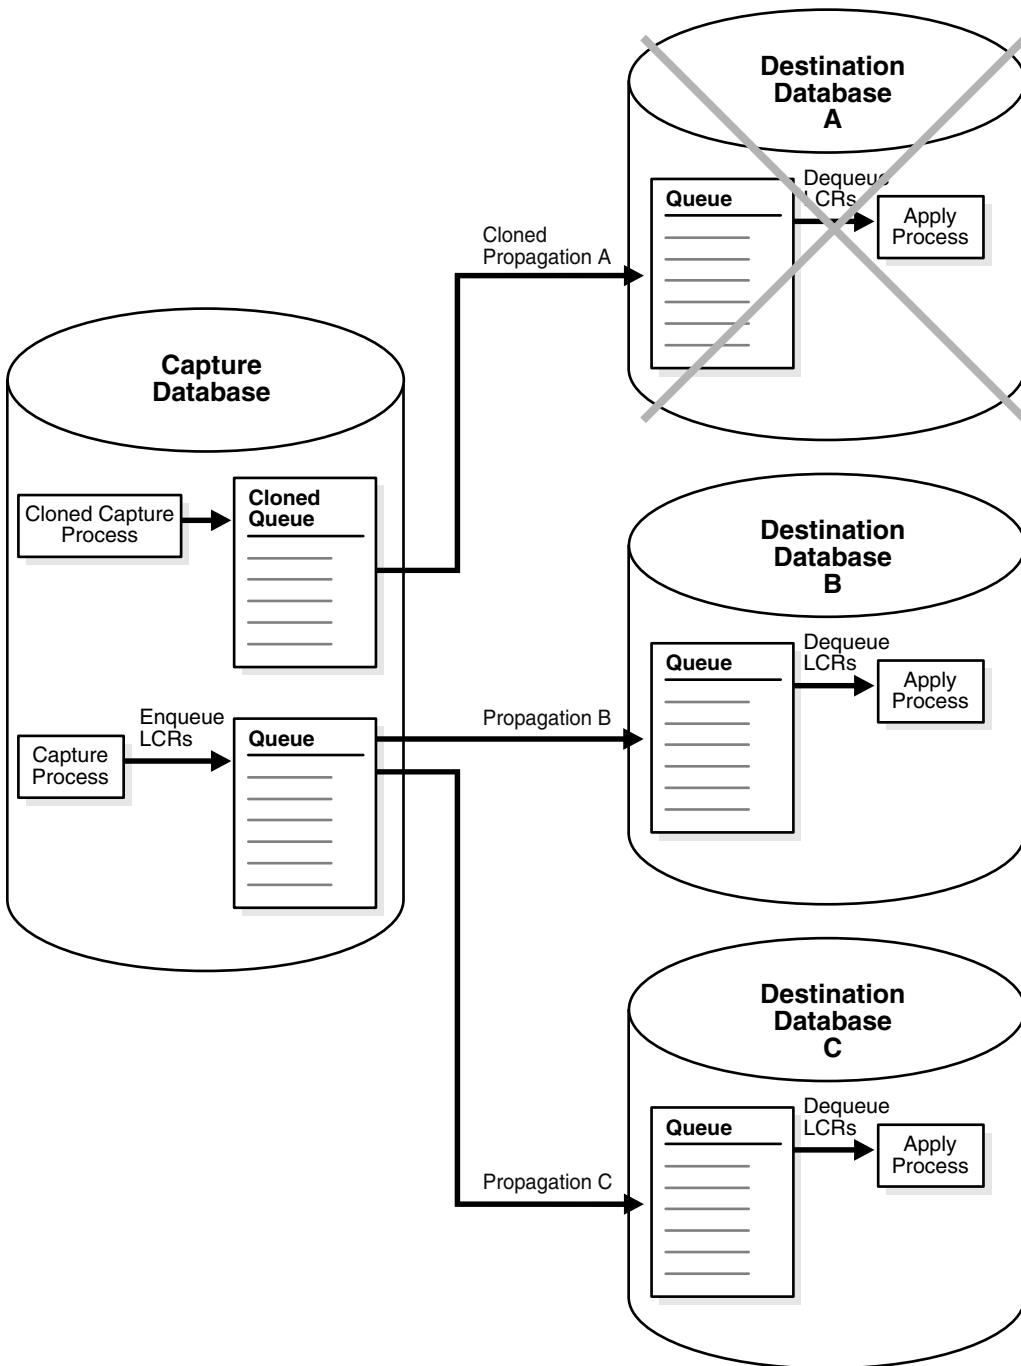 Destination
Database
A
Queue
Dequeue
LCRs
Apply
Process
Cloned
Propagation A
Capture
Database
Cloned Capture
Process
Cloned
Queue
Enqueue
LCRs
Capture
Process
Queue
Propagation B
Destination
Database
B
Queue
Dequeue
LCRs
Apply
Process
Propagation C
Destination
Database
C
Queue
Dequeue
LCRs
Apply
Process